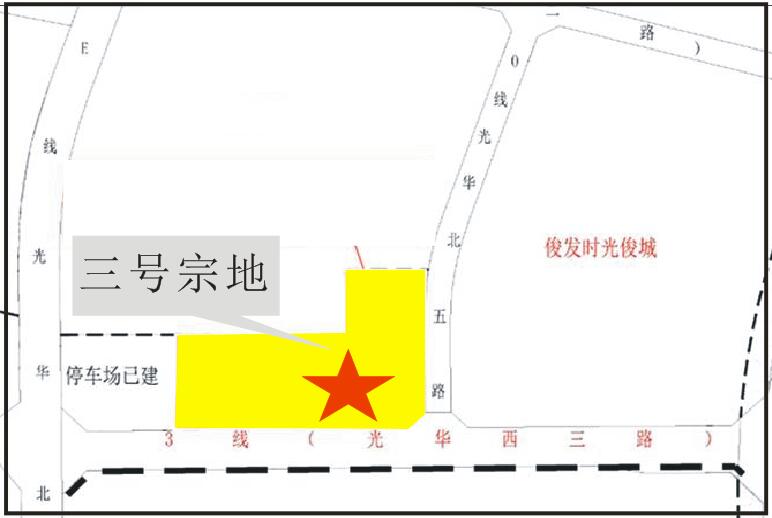 一路）
E线光华北
0线光华北五路
俊发时光俊城
三号宗地
停车场已建
3线（光华西三路）